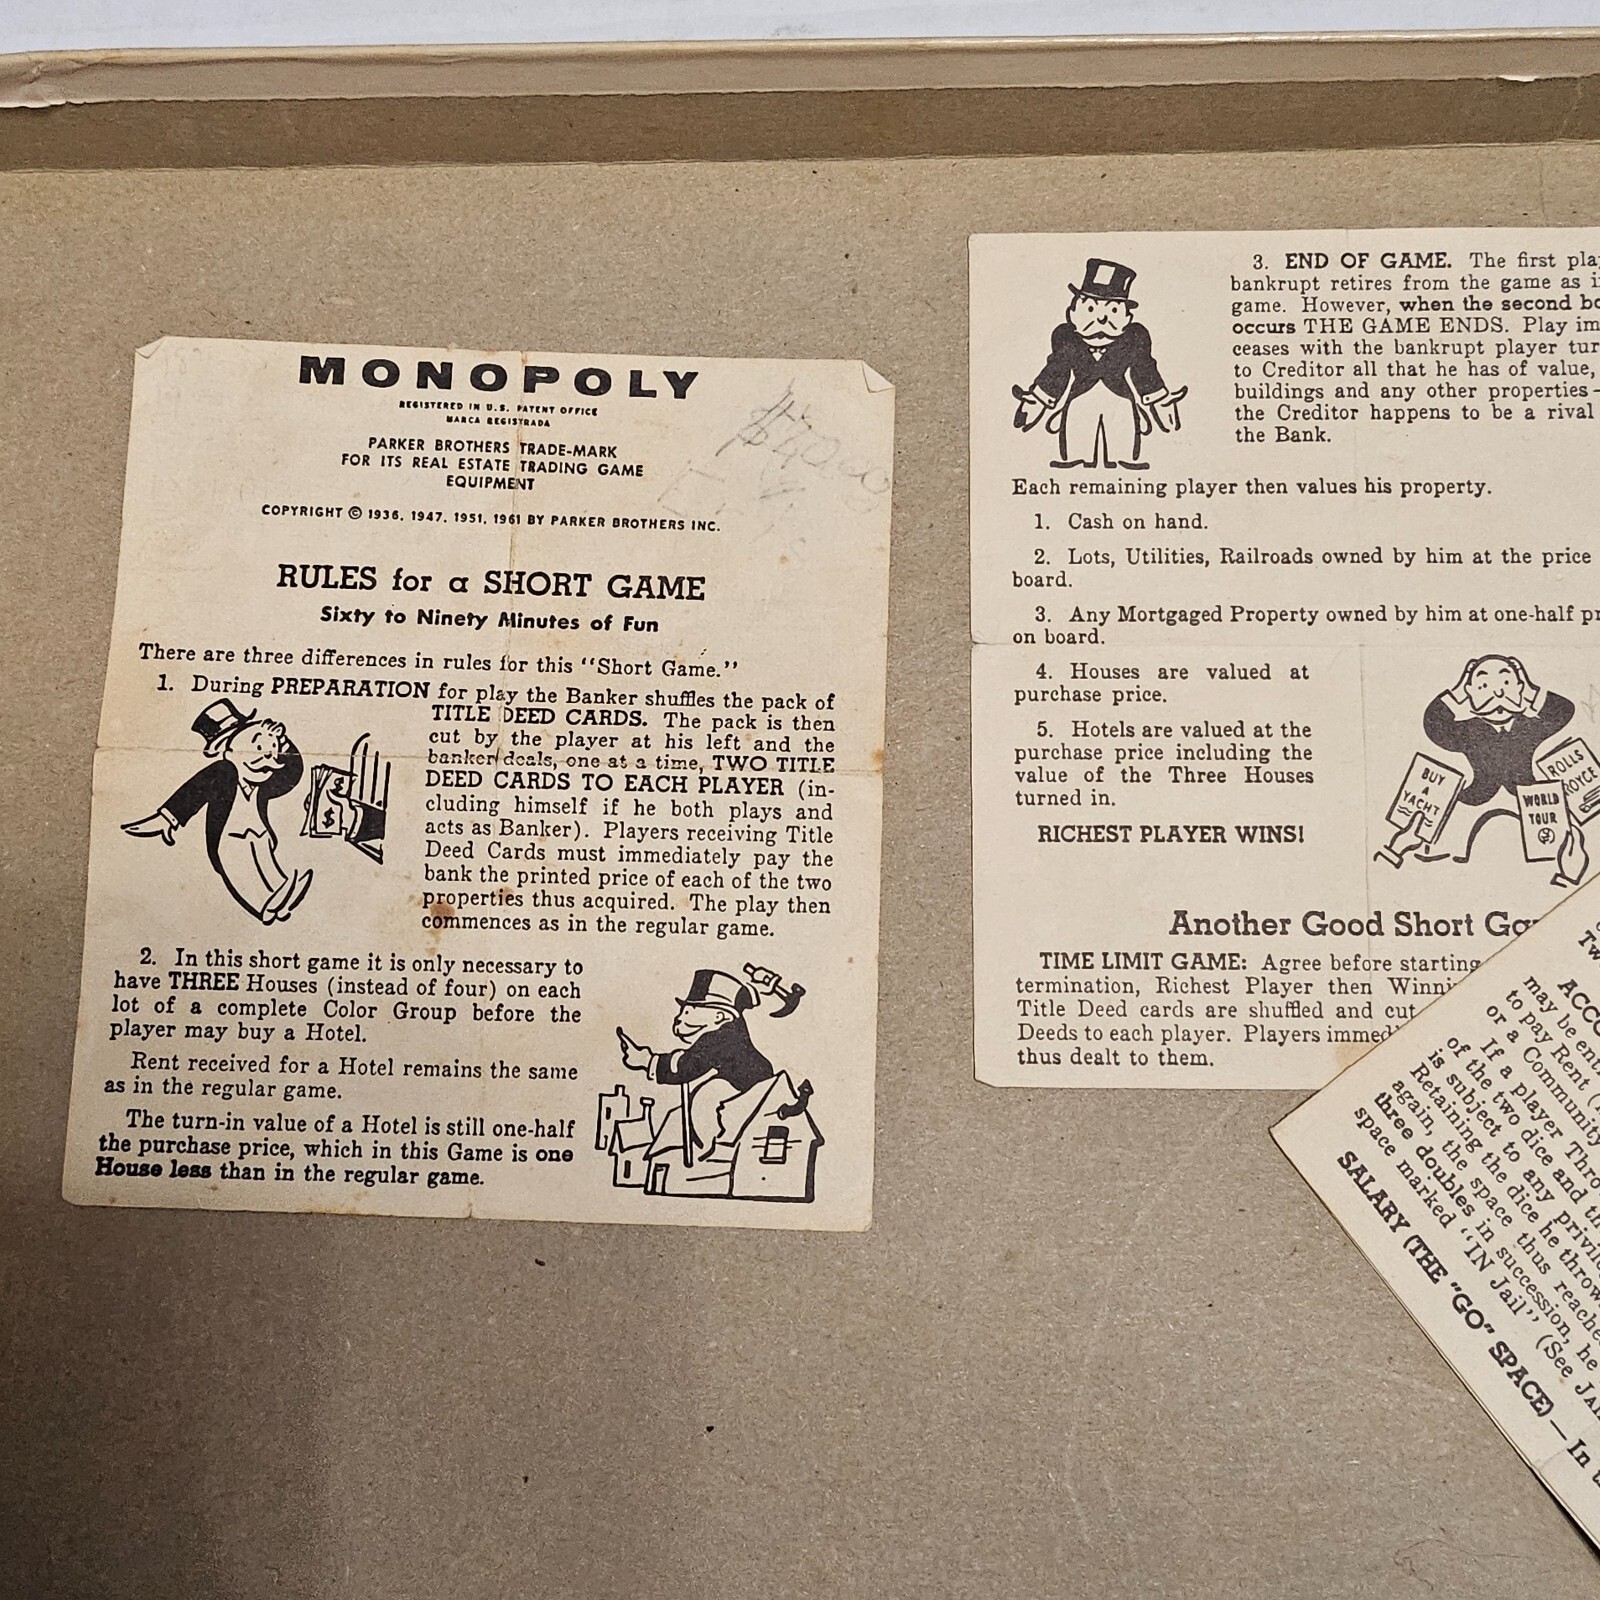 MONOPOLY
REGISTERED IN U.S. PATENT OFFICE
MARCA REGISTRADA
PARKER BROTHERS TRADE-MARK
FOR ITS REAL ESTATE TRADING GAME
EQUIPMENT
COPYRIGHT © 1936, 1947, 1951, 1961 BY PARKER BROTHERS INC.
RULES for a SHORT GAME
Sixty to Ninety Minutes of Fun
There are three differences in rules for this "Short Game."
1. During PREPARATION for play the Banker shuffles the pack of
TITLE DEED CARDS. The pack is then
cut by the player at his left and the
banker deals, one at a time, TWO TITLE
DEED CARDS TO EACH PLAYER (in-
cluding himself if he both plays and
acts as Banker). Players receiving Title
Deed Cards must immediately pay the
bank the printed price of each of the two
properties thus acquired. The play then
commences as in the regular game.
2. In this short game it is only necessary to
have THREE Houses (instead of four) on each
lot of a complete Color Group before the
player may buy a Hotel.
Rent received for a Hotel remains the same
as in the regular game.
The turn-in value of a Hotel is still one-half
the purchase price, which in this Game is one
House less than in the regular game.
3. END OF GAME. The first
bankrupt retires from the game as
game. However, when the second
occurs THE GAME ENDS. Play
ceases with the bankrupt player
to Creditor all that he has of value,
buildings and any other properties—
the Creditor happens to be a rival
the Bank.
Each remaining player then values his property.
1. Cash on hand.
2. Lots, Utilities, Railroads owned by him at the price
board.
3. Any Mortgaged Property owned by him at one-half
on board.
4. Houses are valued at
purchase price.
5. Hotels are valued at the
purchase price including the
value of the Three Houses
turned in.
RICHEST PLAYER WINS!
BUY
A
YACHT
WORLD
TOUR
ROLLS
ROYCE
Another Good Short
TIME LIMIT GAME: Agree before starting
termination, Richest Player then
Title Deed cards are shuffled and cut
Deeds to each player. Players
thus dealt to them.
may be
to pay Rent
or a Community
If a player
of the two dice and
is subject to any
Retaining the dice he
again, the space thus
three doubles in succession, he
space marked "IN Jail" (See
SALARY (THE "GO" SPACE) — In